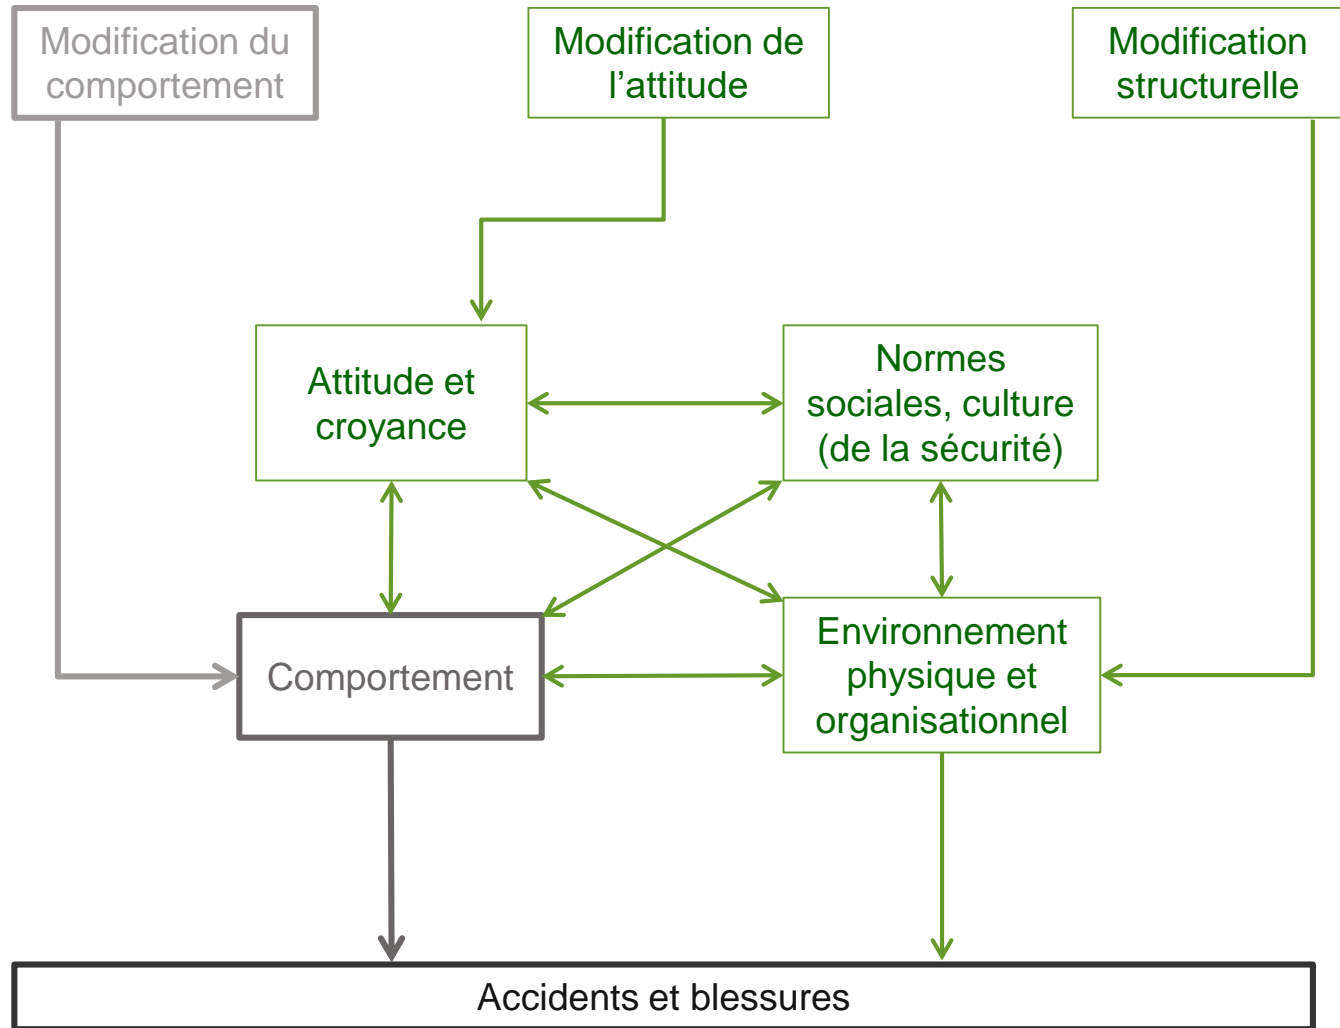 Modification du
comportement
Modification de
l’attitude
Modification
structurelle
Attitude et
croyance
Normes
sociales, culture
(de la sécurité)
Comportement
Environnement
physique et
organisationnel
Accidents et blessures